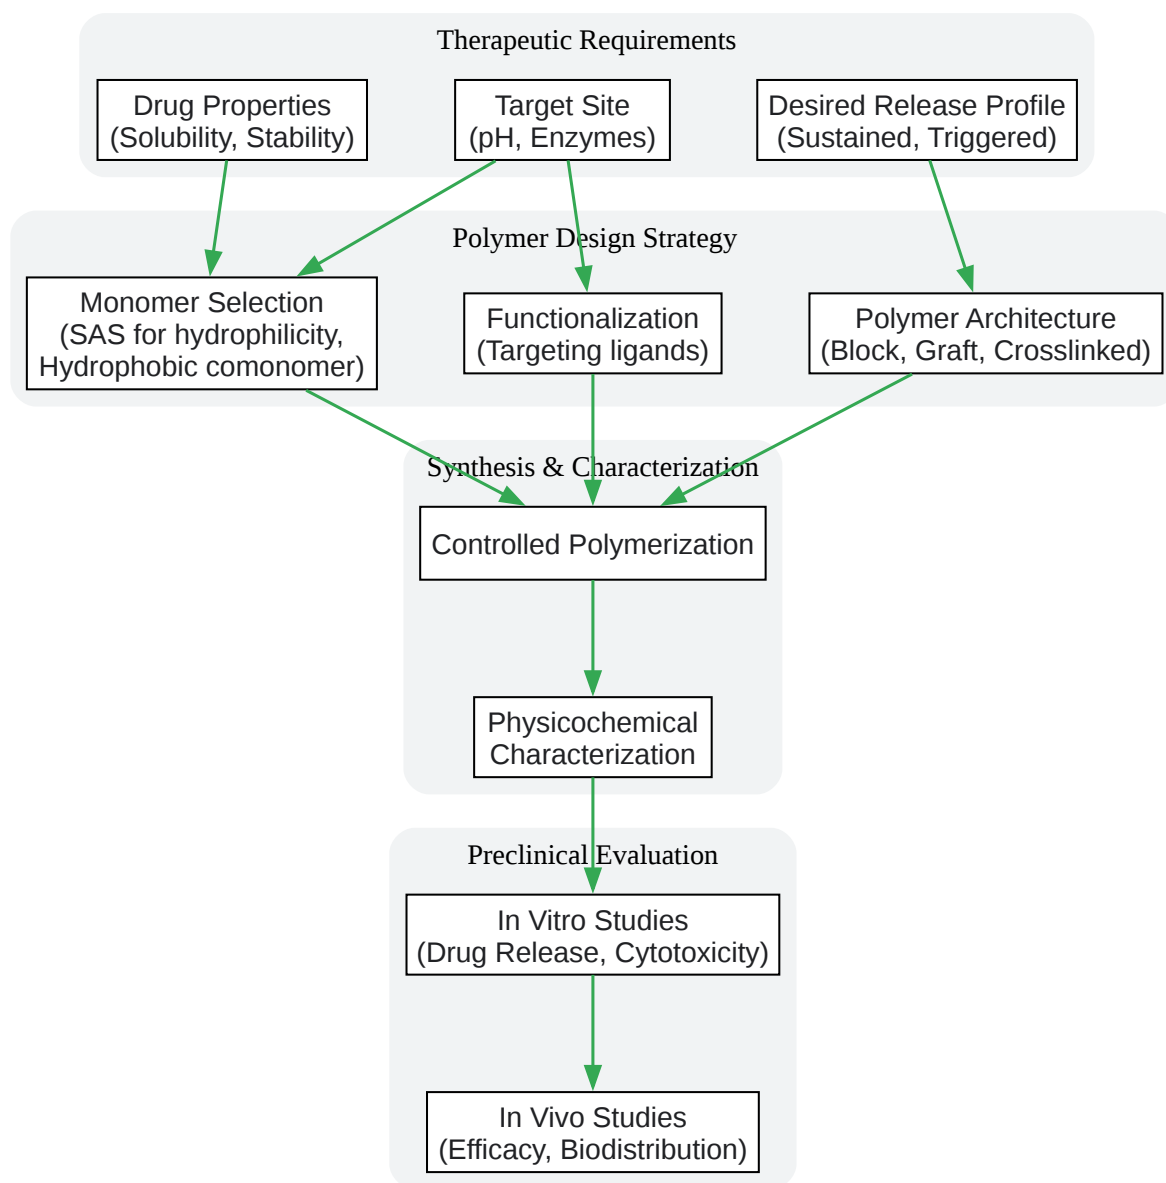 Therapeutic Requirements
Drug Properties
(Solubility, Stability)
Target Site
(pH, Enzymes)
Desired Release Profile
(Sustained, Triggered)
Polymer Design Strategy
Monomer Selection
(SAS for hydrophilicity,
Hydrophobic comonomer)
Functionalization
(Targeting ligands)
Polymer Architecture
(Block, Graft, Crosslinked)
Synthesis & Characterization
Controlled Polymerization
Physicochemical
Characterization
Preclinical Evaluation
In Vitro Studies
(Drug Release, Cytotoxicity)
In Vivo Studies
(Efficacy, Biodistribution)